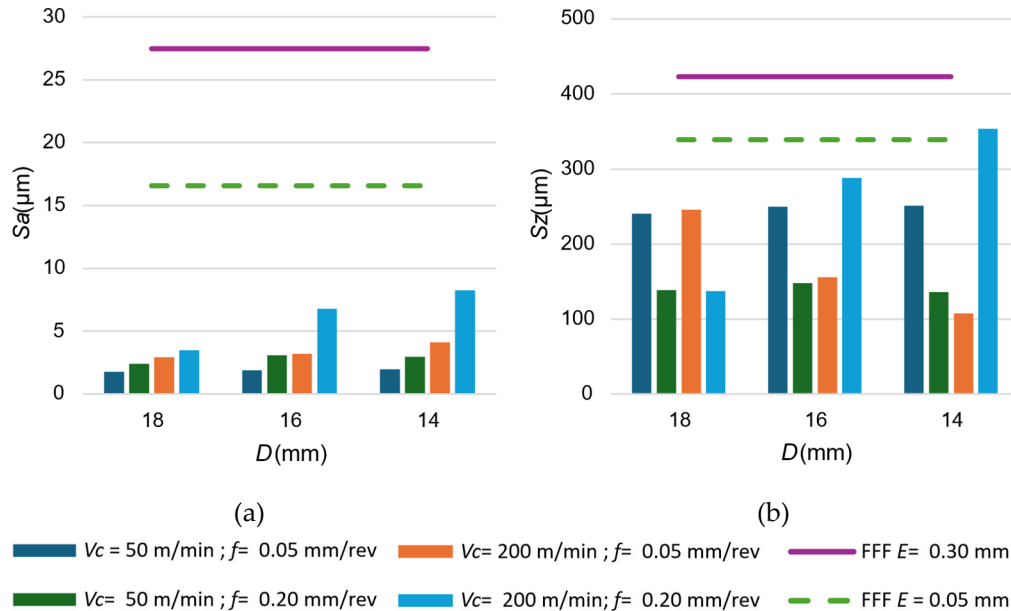 30
25
20
15
10
5
0
Sa(μm)
18 16 14
D(mm)
(a)
500
400
300
200
100
0
Sz(μm)
18 16 14
D(mm)
(b)
Vc = 50 m/min ; f= 0.05 mm/rev
Vc= 200 m/min ; f= 0.05 mm/rev
FFF E= 0.30 mm
Vc= 50 m/min ; f= 0.20 mm/rev
Vc= 200 m/min; f= 0.20 mm/rev
FFF E= 0.05 mm